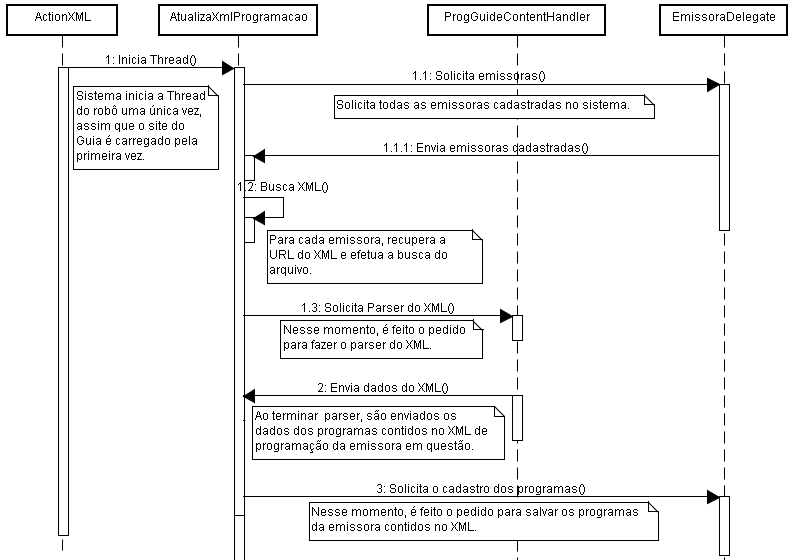 ActionXML
AtualizaXmlProgramacao
ProgGuideContentHandler
EmissoraDelegate
1: Inicia Thread()
1.1: Solicita emissoras()
Sistema inicia a Thread
do robô uma única vez,
assim que o site do
Guia é carregado pela
primeira vez.
Solicita todas as emissoras cadastradas no sistema.
1.1.1: Envia emissoras cadastradas()
1.2: Busca XML()
Para cada emissora, recupera a
URL do XML e efetua a busca do
arquivo.
1.3: Solicita Parser do XML()
Nesse momento, é feito o pedido
para fazer o parser do XML.
2: Envia dados do XML()
Ao terminar parser, são enviados os
dados dos programas contidos no XML de
programação da emissora em questão.
3: Solicita o cadastro dos programas()
Nesse momento, é feito o pedido para salvar os programas
da emissora contidos no XML.